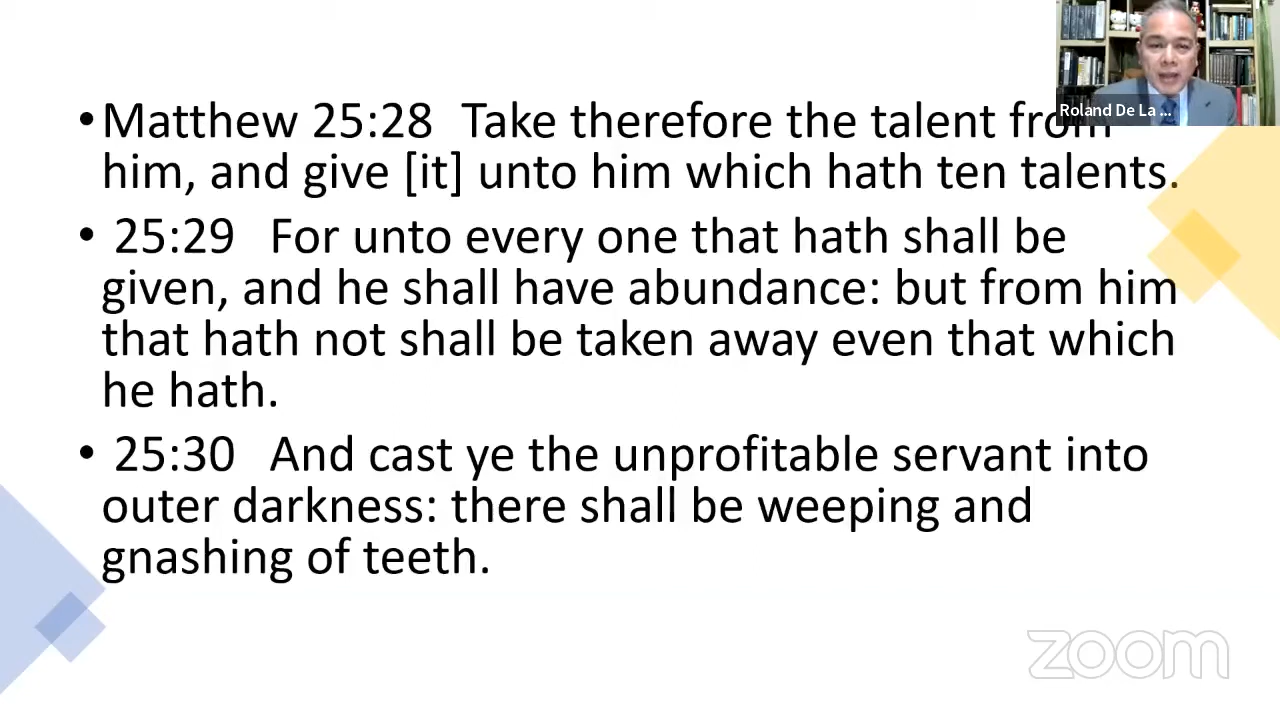 Roland De La ...
•Matthew 25:28 Take therefore the talent from
him, and give [it] unto him which hath ten talents.
• 25:29 For unto every one that hath shall be
given, and he shall have abundance: but from him
that hath not shall be taken away even that which
he hath.
• 25:30 And cast ye the unprofitable servant into
outer darkness: there shall be weeping and
gnashing of teeth.
zoom